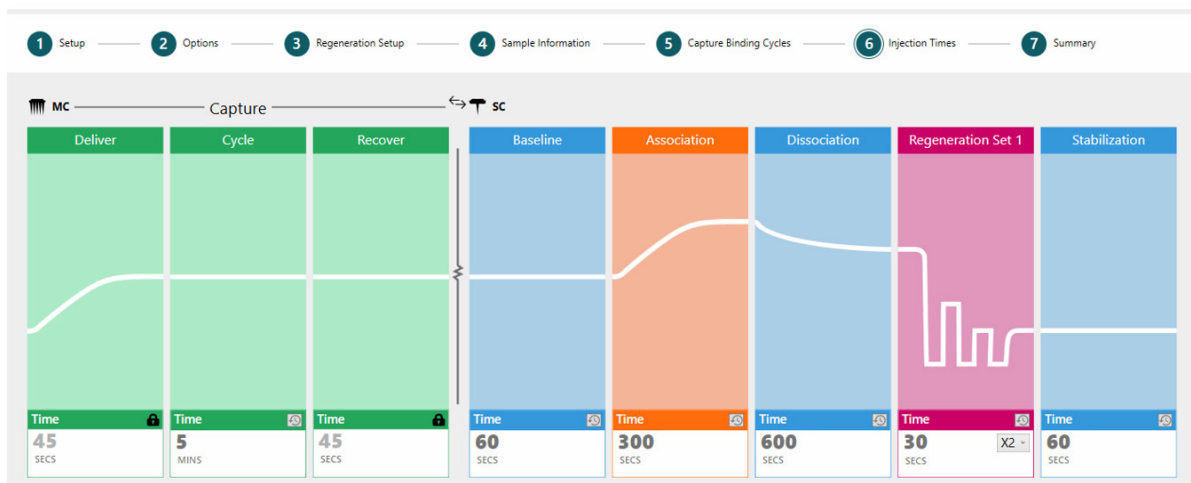 1 Setup 2 Options 3 Regeneration Setup 4 Sample Information 5 Capture Binding Cycles 6 Injection Times 7 Summary
MC Capture SC
Deliver Cycle Recover Baseline Association Dissociation Regeneration Set 1 Stabilization
Time Time Time Time Time Time Time Time
45 5 45 60 300 600 30 X2 60
SECS MINS SECS SECS SECS SECS SECS SECS